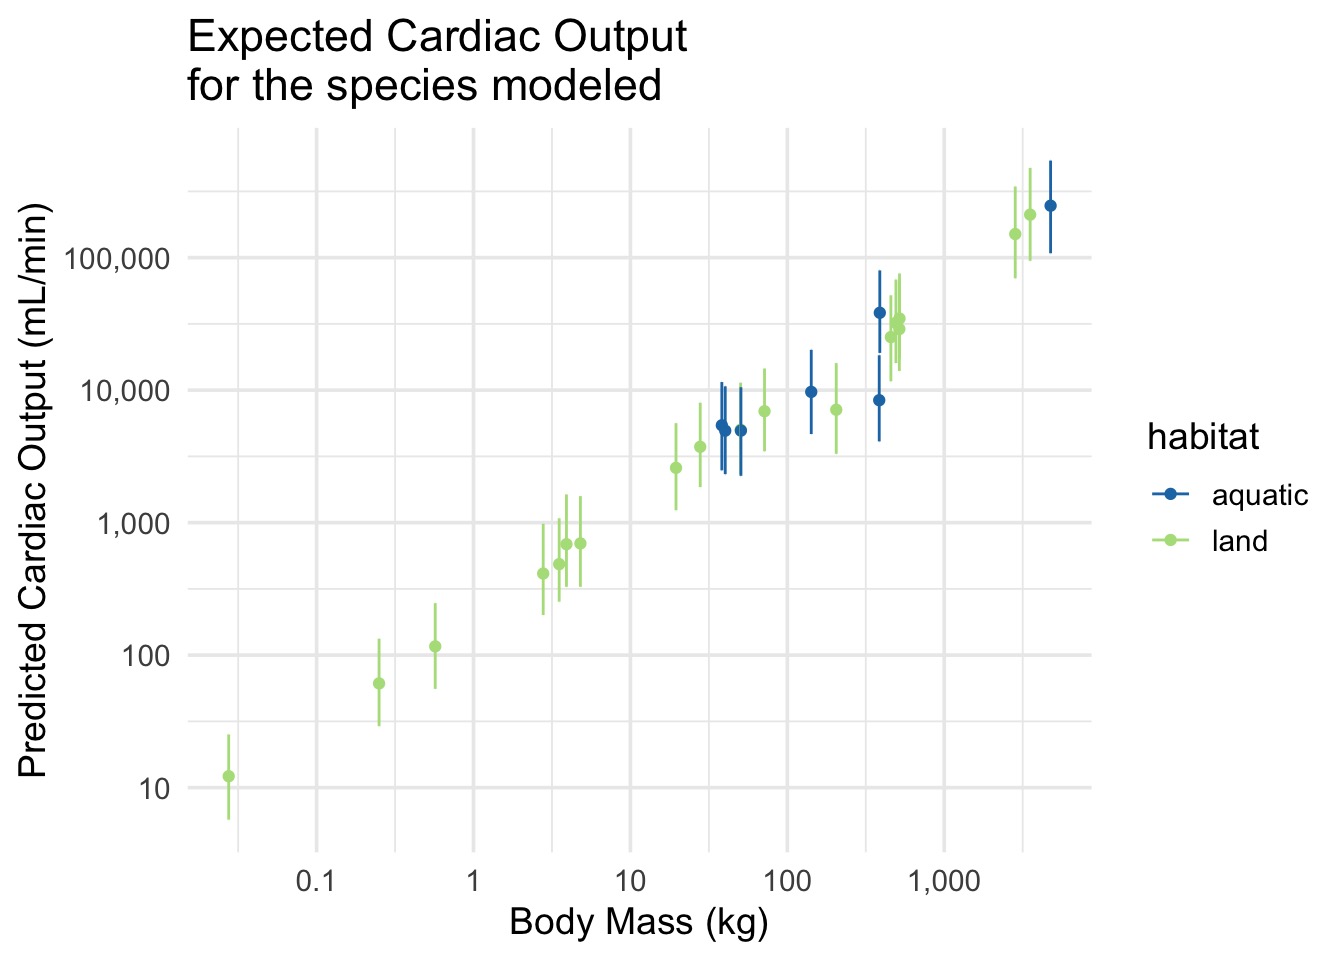 Expected Cardiac Output
for the species modeled
Predicted Cardiac Output (mL/min)
100,000
10,000
1,000
100
10
0.1
1
10
100
1,000
Body Mass (kg)
habitat
aquatic
land